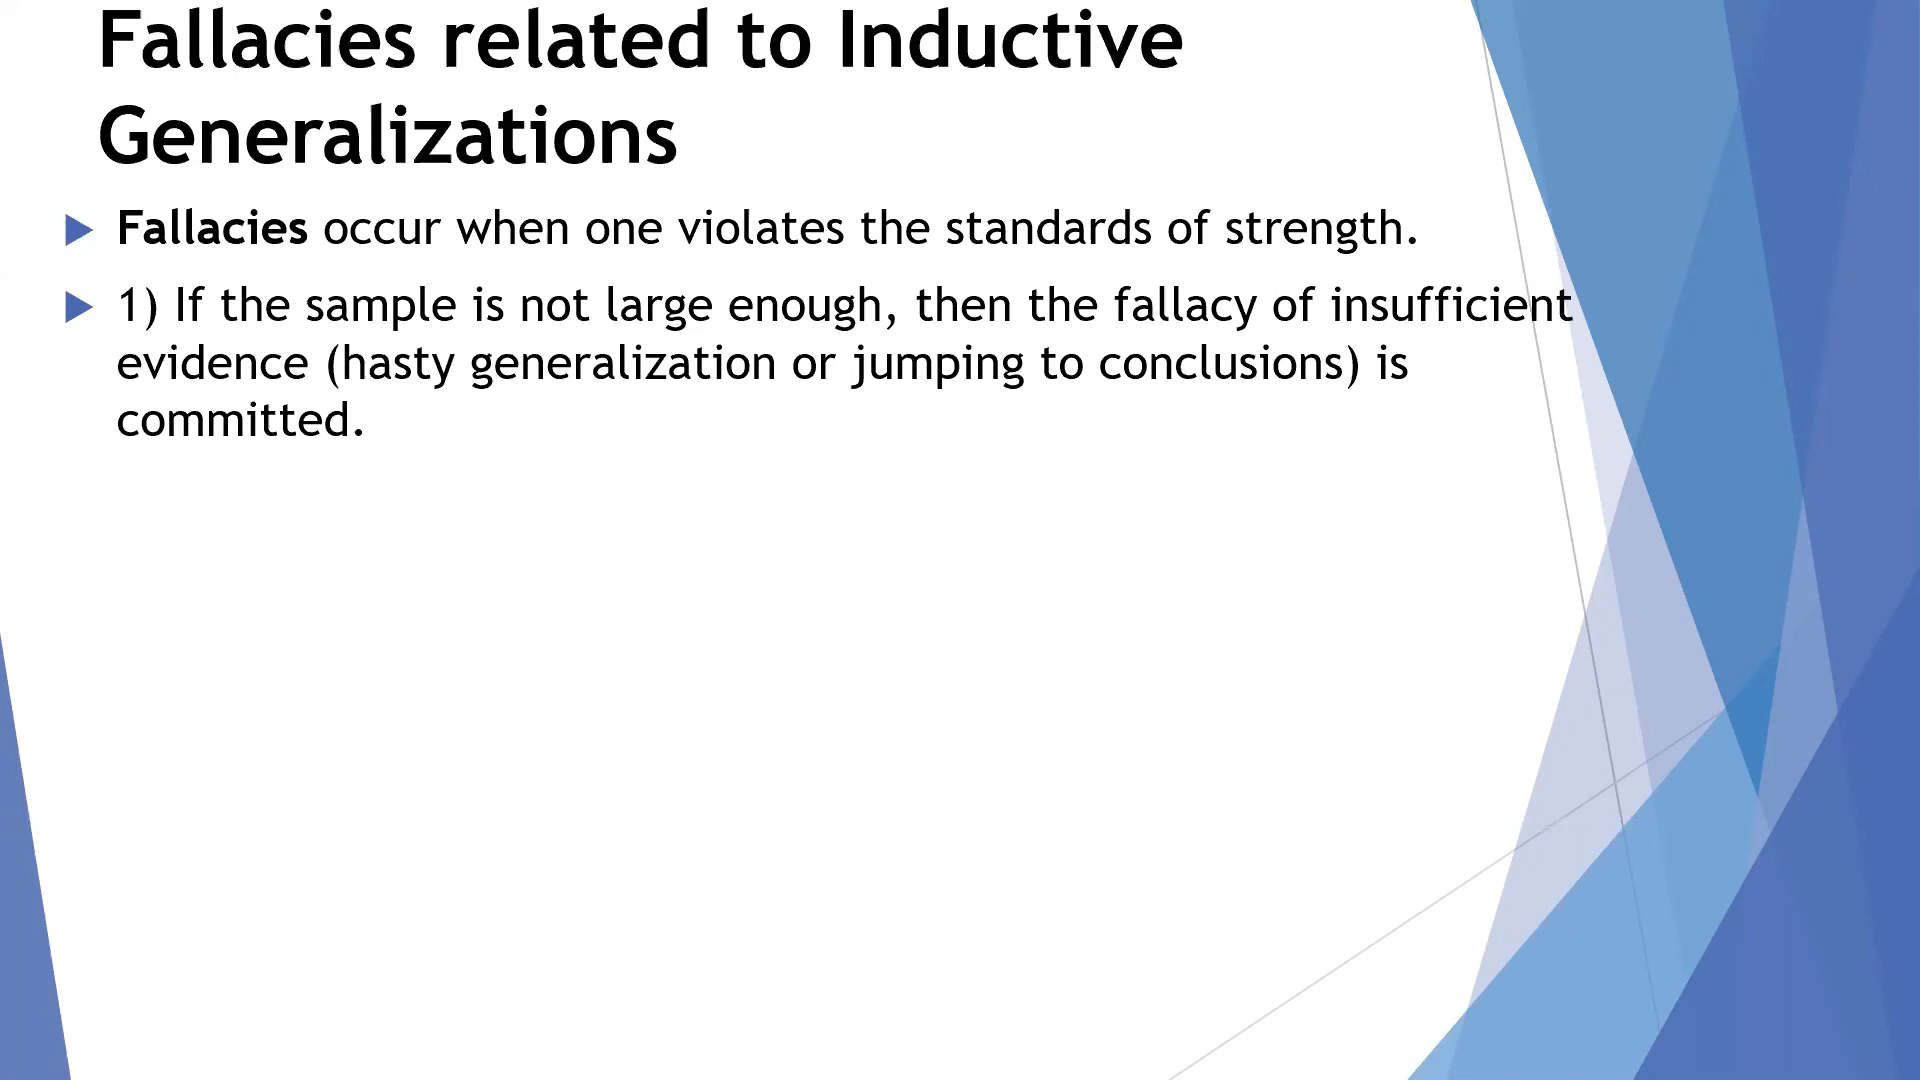 Fallacies related to Inductive
Generalizations
Fallacies occur when one violates the standards of strength.
1) If the sample is not large enough, then the fallacy of insufficient
evidence (hasty generalization or jumping to conclusions) is
committed.